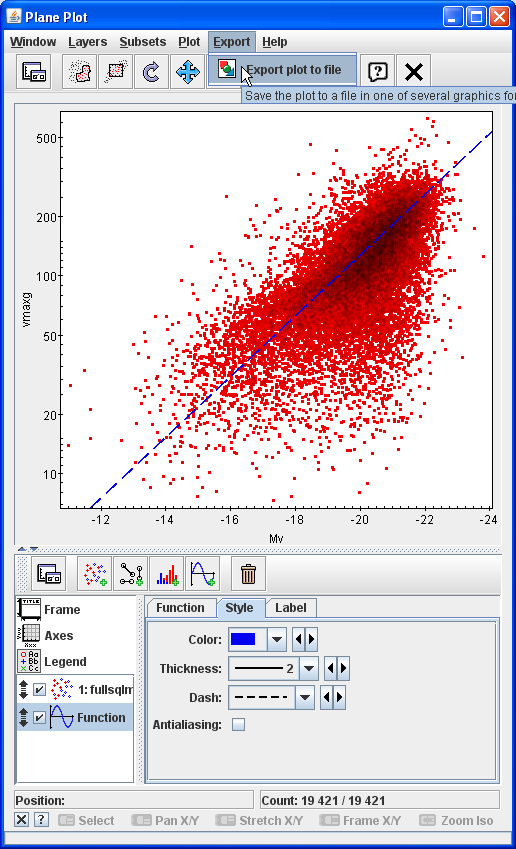 Plane Plot
Window Layers Subsets Plot Export Help
Export plot to file
Save the plot to a file in one of several graphics for
500
200
100
50
20
10
vmaxg
-12 -14 -16 -18 -20 -22 -24
Mv
TITLE Frame
Axes
Legend
1: fullsqlm
Function
Function Style Label
Color:
Thickness: 2
Dash:
Antialiasing:
Position: Count: 19 421 / 19 421
Select Pan X/Y Stretch X/Y Frame X/Y Zoom Iso